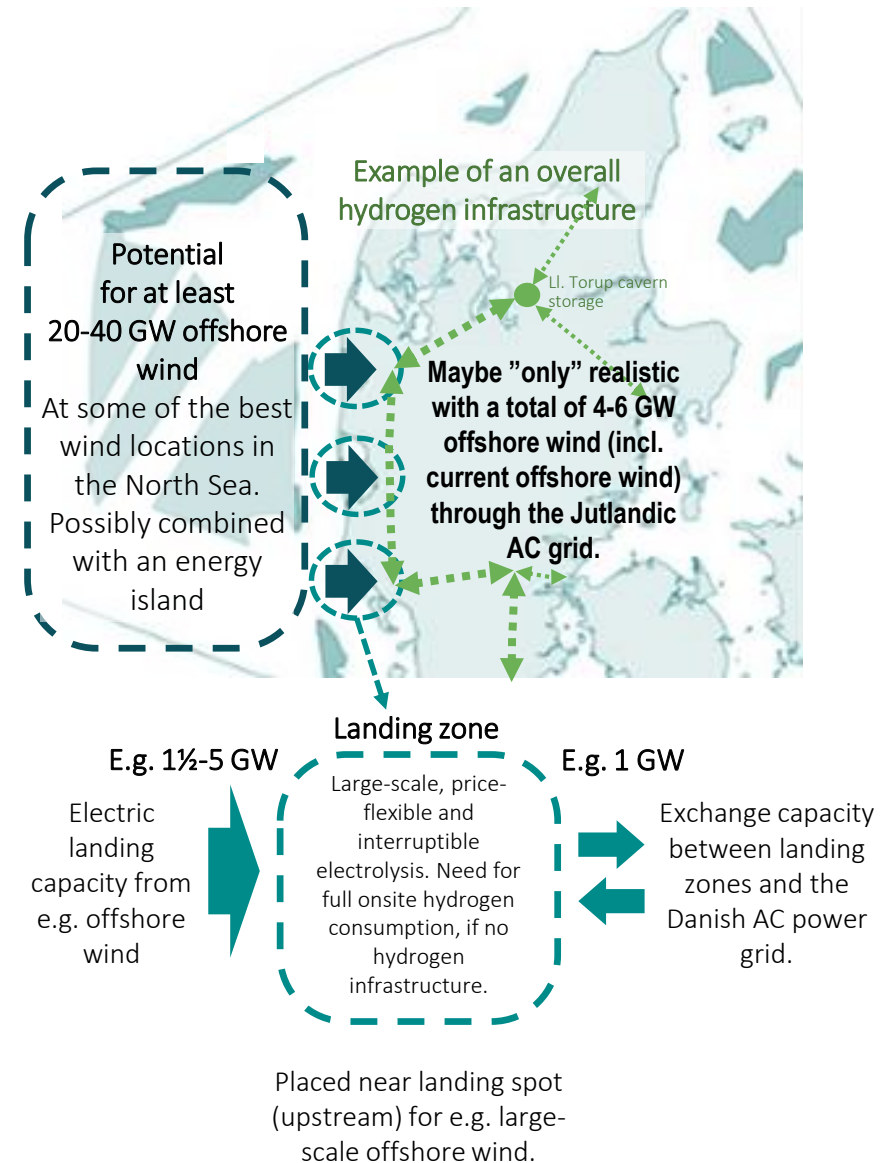 Example of an overall
hydrogen infrastructure
Potential
for at least
20-40 GW offshore
wind
At some of the best
wind locations in
the North Sea.
Possibly combined
with an energy
island
Ll. Torup cavern
storage
Maybe ”only” realistic
with a total of 4-6 GW
offshore wind (incl.
current offshore wind)
through the Jutlandic
AC grid.
Landing zone
E.g. 1½-5 GW
Electric
landing
capacity from
e.g. offshore
wind
Large-scale, price-
flexible and
interruptible
electrolysis. Need for
full onsite hydrogen
consumption, if no
hydrogen
infrastructure.
E.g. 1 GW
Exchange capacity
between landing
zones and the
Danish AC power
grid.
Placed near landing spot
(upstream) for e.g. large-
scale offshore wind.